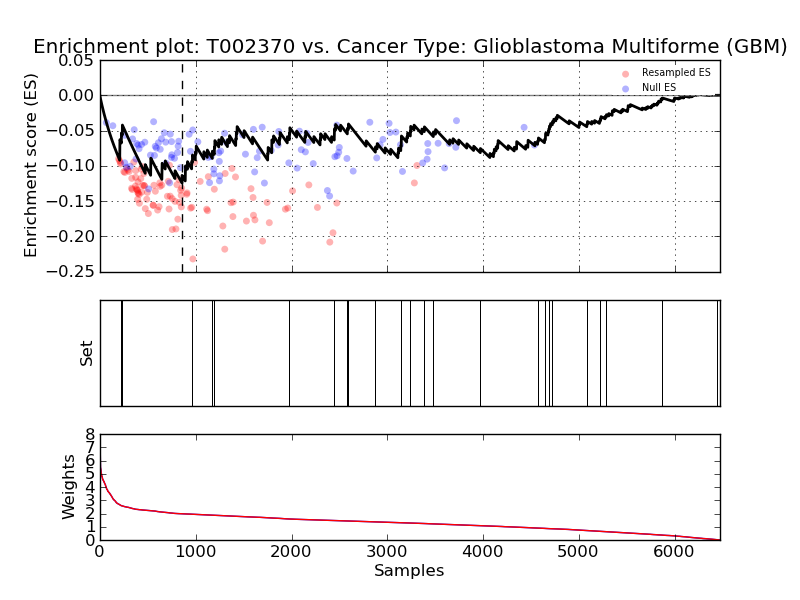 Enrichment plot: T002370 vs. Cancer Type: Glioblastoma Multiforme (GBM)
Enrichment score (ES)
0.05
0.00
−0.05
−0.10
−0.15
−0.20
−0.25
Resampled ES
Null ES
Set
Weights
8
7
6
5
4
3
2
1
0
0 1000 2000 3000 4000 5000 6000
Samples